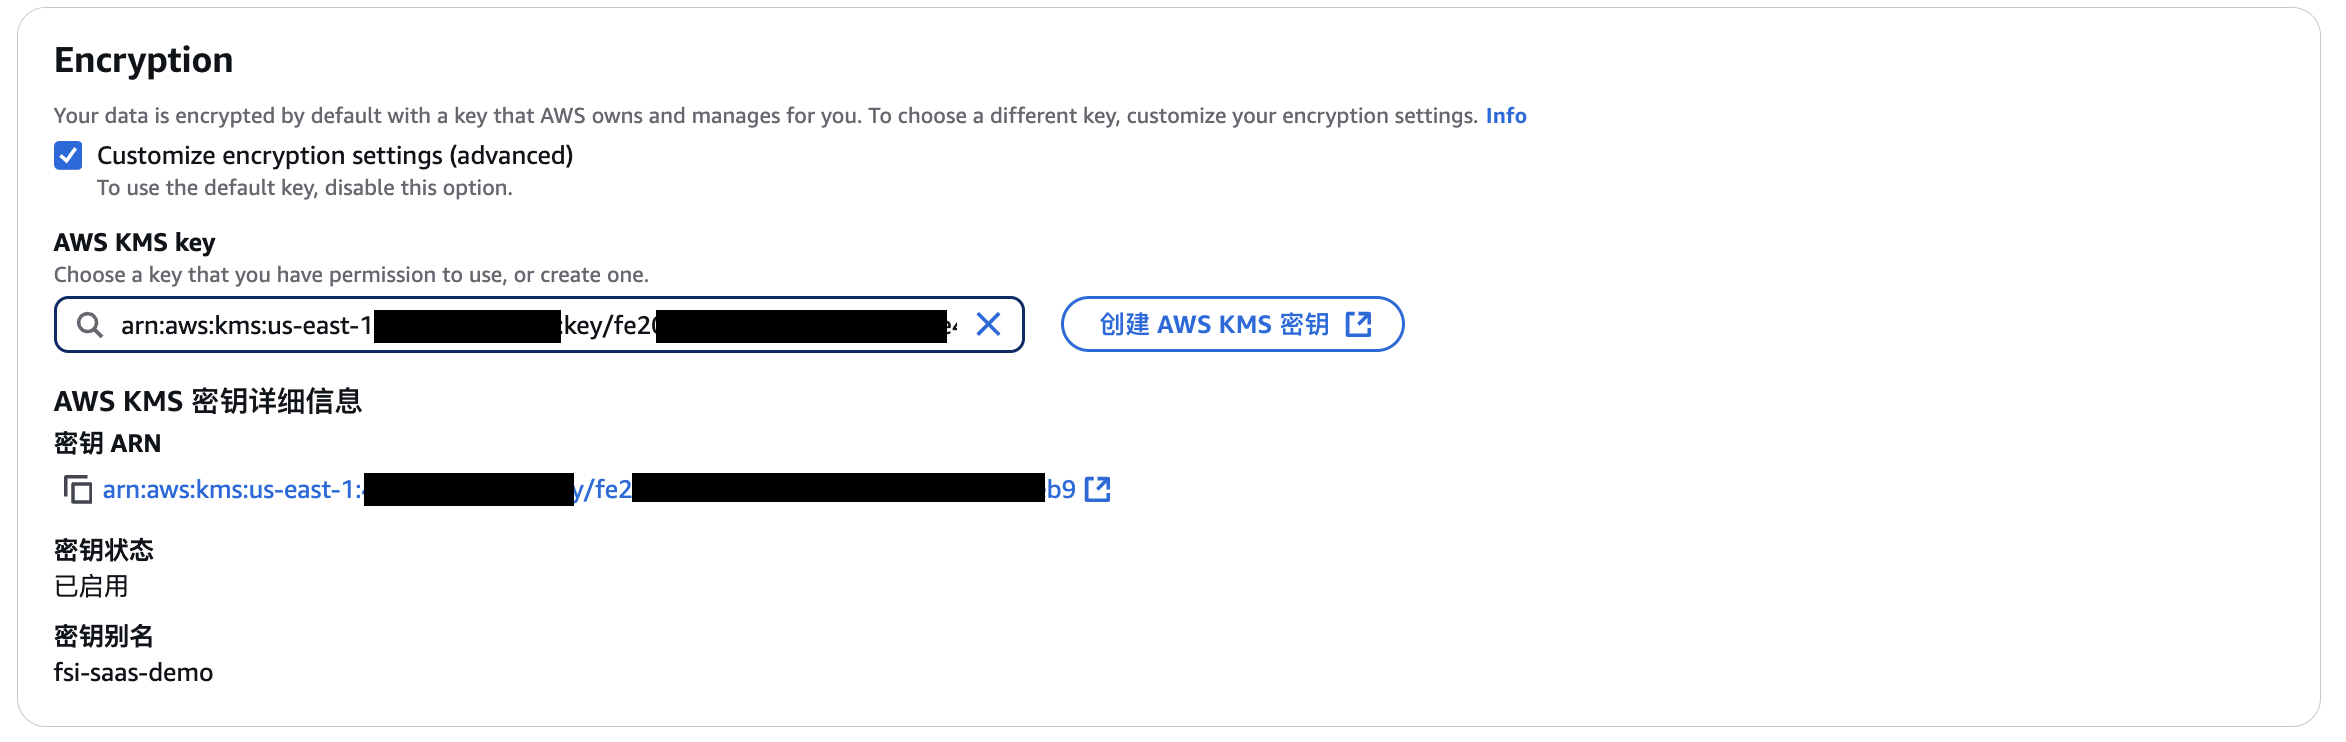 Encryption
Your data is encrypted by default with a key that AWS owns and manages for you. To choose a different key, customize your encryption settings. Info
Customize encryption settings (advanced)
To use the default key, disable this option.
AWS KMS key
Choose a key that you have permission to use, or create one.
arn:aws:kms:us-east-1 :key/fe20
创建 AWS KMS 密钥
AWS KMS 密钥详细信息
密钥 ARN
arn:aws:kms:us-east-1: y/fe2 b9
密钥状态
已启用
密钥别名
fsi-saas-demo